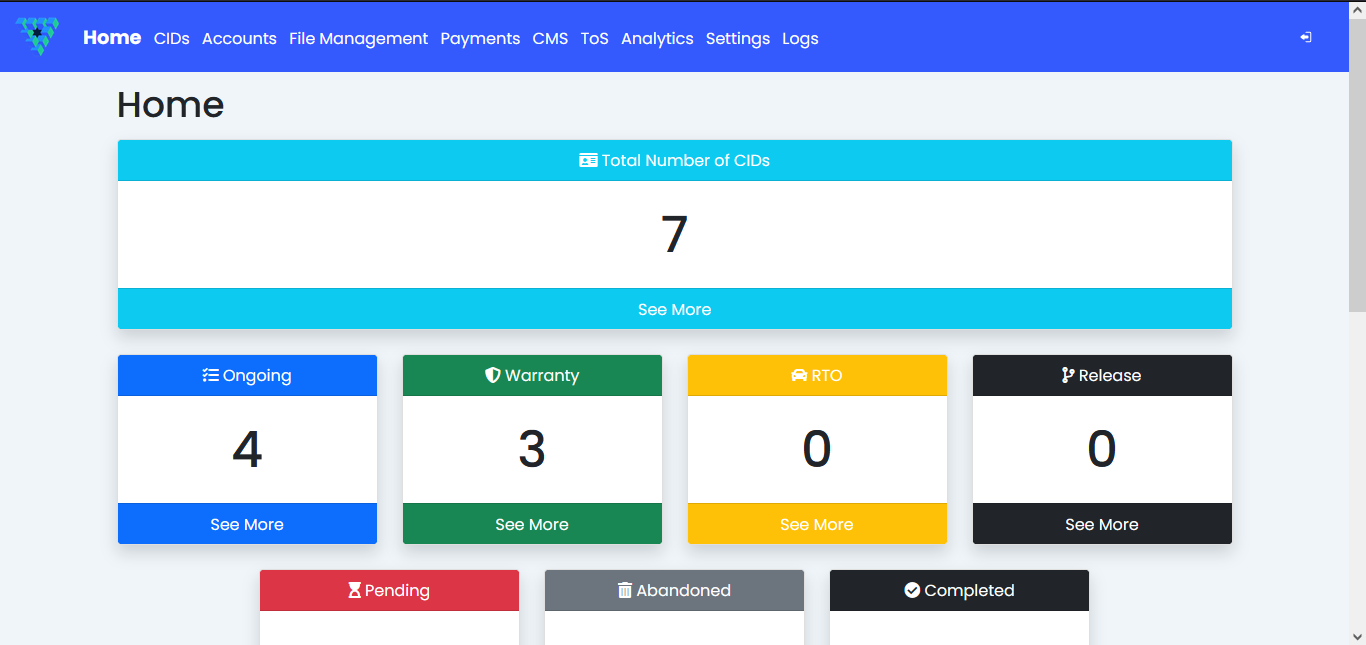 Home CIDs Accounts File Management Payments CMS ToS Analytics Settings Logs
Home
Total Number of CIDs
7
See More
Ongoing Warranty RTO Release
4 3 0 0
See More See More See More See More
Pending Abandoned Completed